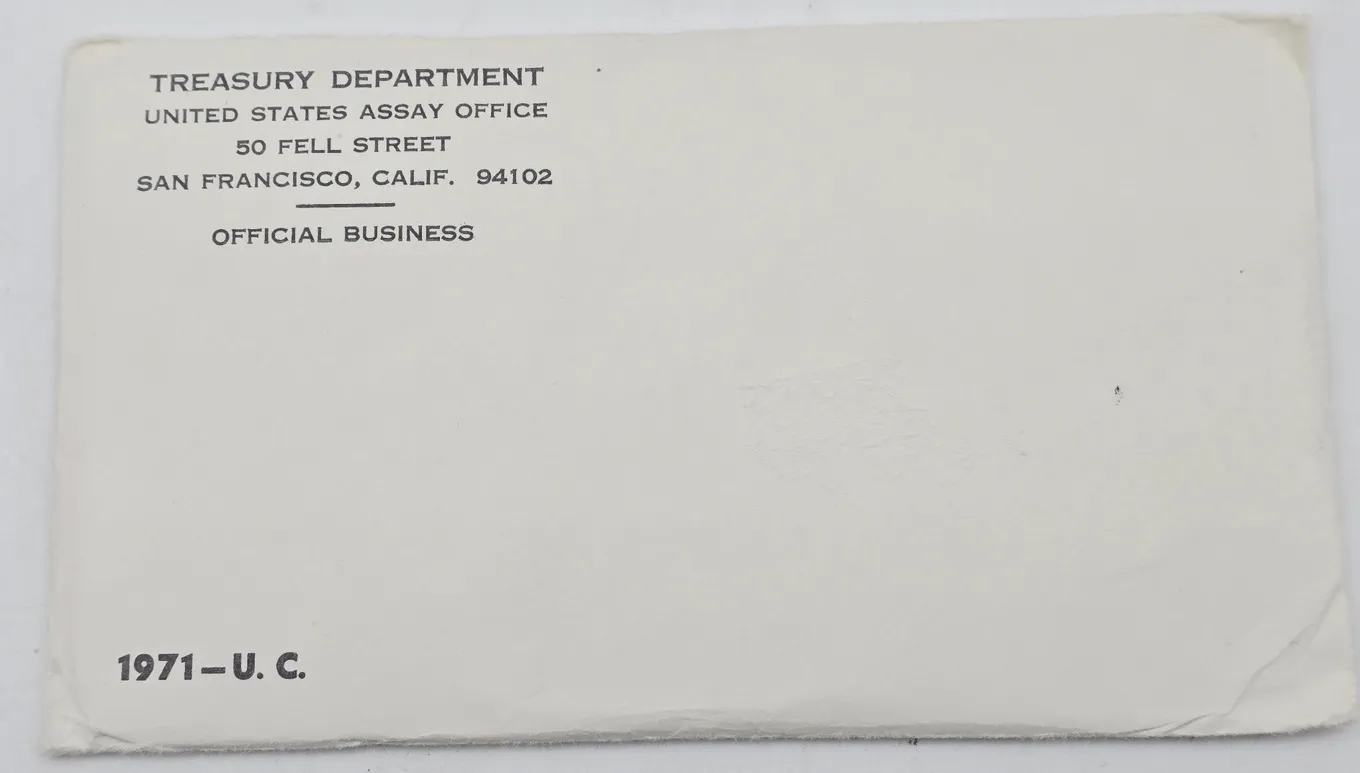 TREASURY DEPARTMENT
UNITED STATES ASSAY OFFICE
50 FELL STREET
SAN FRANCISCO, CALIF. 94102
OFFICIAL BUSINESS
1971—U. C.